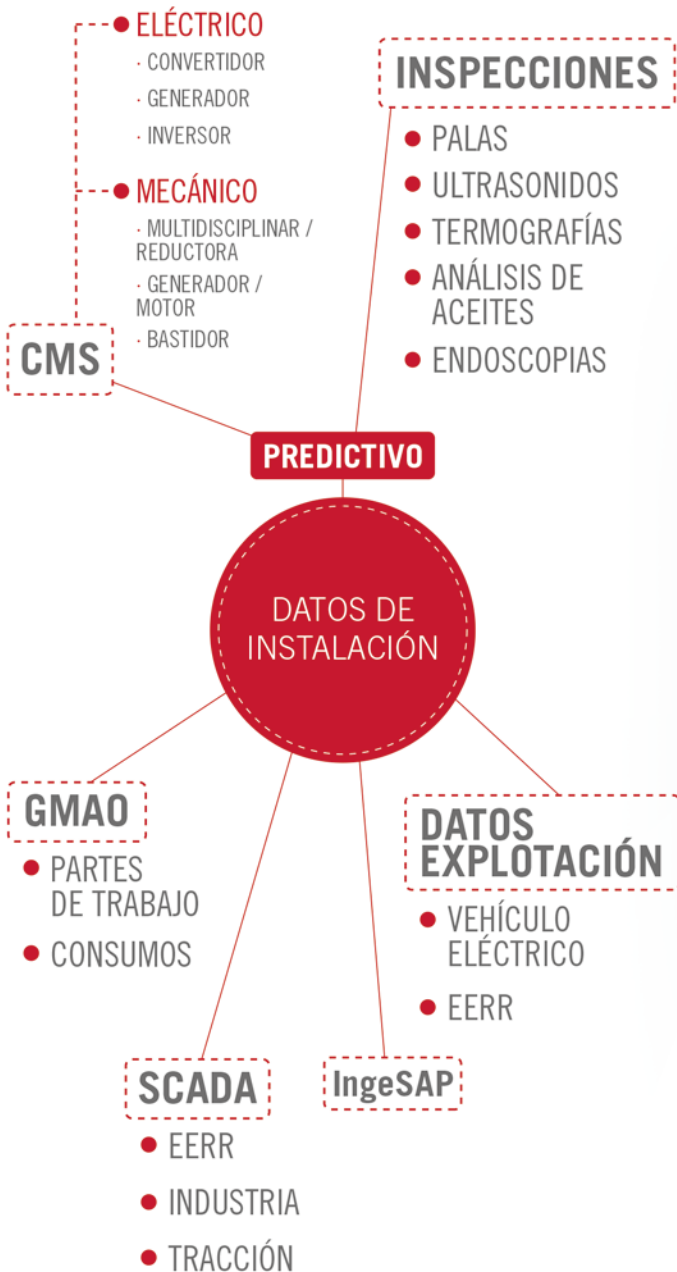 ELÉCTRICO
· CONVERTIDOR
· GENERADOR
· INVERSOR
MECÁNICO
· MULTIDISCIPLINAR /
REDUCTORA
· GENERADOR /
MOTOR
· BASTIDOR
CMS
INSPECCIONES
PALAS
ULTRASONIDOS
TERMOGRAFÍAS
ANÁLISIS DE
ACEITES
ENDOSCOPIAS
PREDICTIVO
DATOS DE
INSTALACIÓN
GMAO
PARTES
DE TRABAJO
CONSUMOS
DATOS
EXPLOTACIÓN
VEHÍCULO
ELÉCTRICO
EERR
SCADA
EERR
INDUSTRIA
TRACCIÓN
IngeSAP